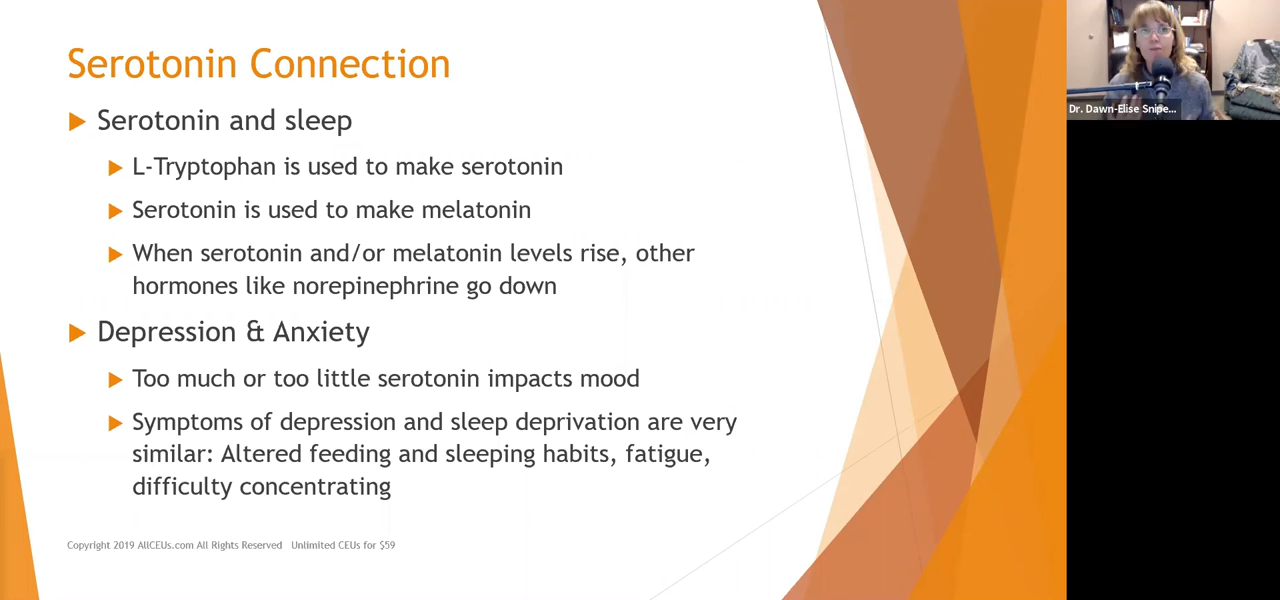 Serotonin Connection
Serotonin and sleep
L-Tryptophan is used to make serotonin
Serotonin is used to make melatonin
When serotonin and/or melatonin levels rise, other
hormones like norepinephrine go down
Depression & Anxiety
Too much or too little serotonin impacts mood
Symptoms of depression and sleep deprivation are very
similar: Altered feeding and sleeping habits, fatigue,
difficulty concentrating
Copyright 2019 AllCEUs.com All Rights Reserved Unlimited CEUs for $59
Dr. Dawn-Elise Snipe...